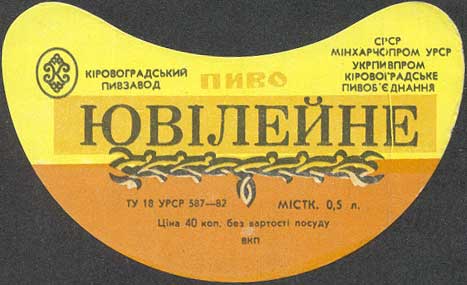 КІРОВОГРАДСЬКИЙ
ПИВЗАВОД
ПИВО
СРСР
МІНХАРЧОПРОМ УРСР
УКРПИВПРОМ
КІРОВОГРАДСЬКЕ
ПИВОБ'ЄДНАННЯ
ЮВІЛЕЙНЕ
ТУ 18 УРСР 587—82
МІСТК. 0,5 л.
Ціна 40 коп. без вартості посуду
ВКП